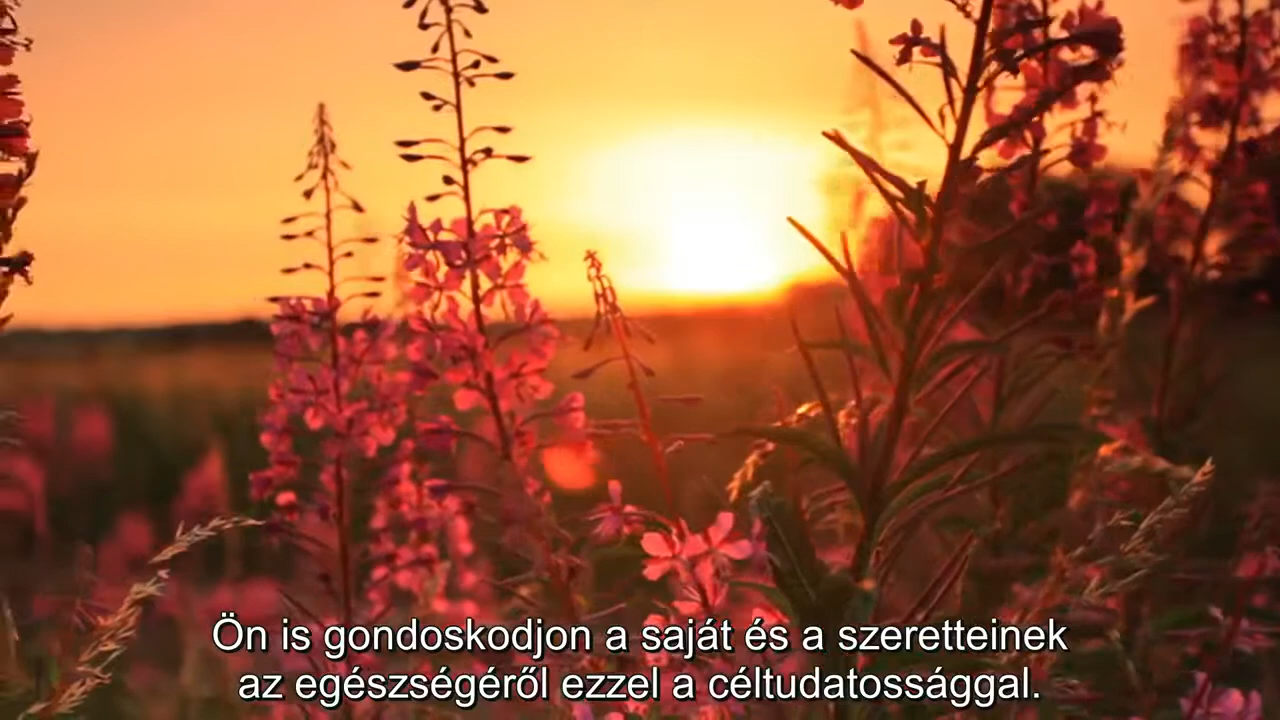 Ön is gondoskodjon a saját és a szeretteinek
az egészségéről ezzel a céltudatossággal.